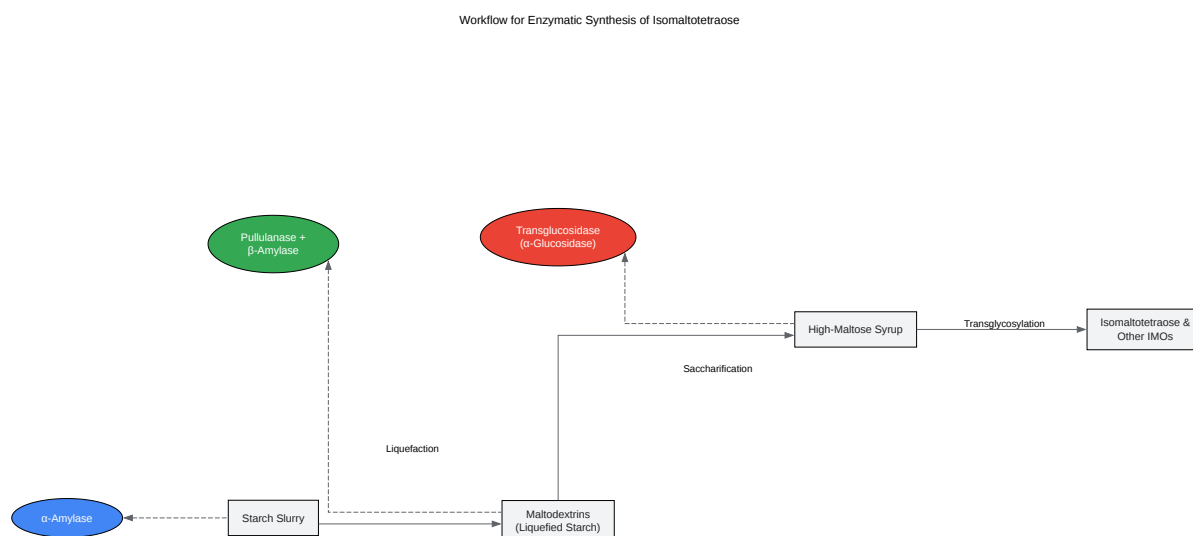 Workflow for Enzymatic Synthesis of Isomaltotetraose
Pullulanase +
β-Amylase
Transglucosidase
(α-Glucosidase)
High-Maltose Syrup
Transglycosylation
Isomaltotetraose &
Other IMOs
Saccharification
Liquefaction
α-Amylase
Starch Slurry
Maltodextrins
(Liquefied Starch)